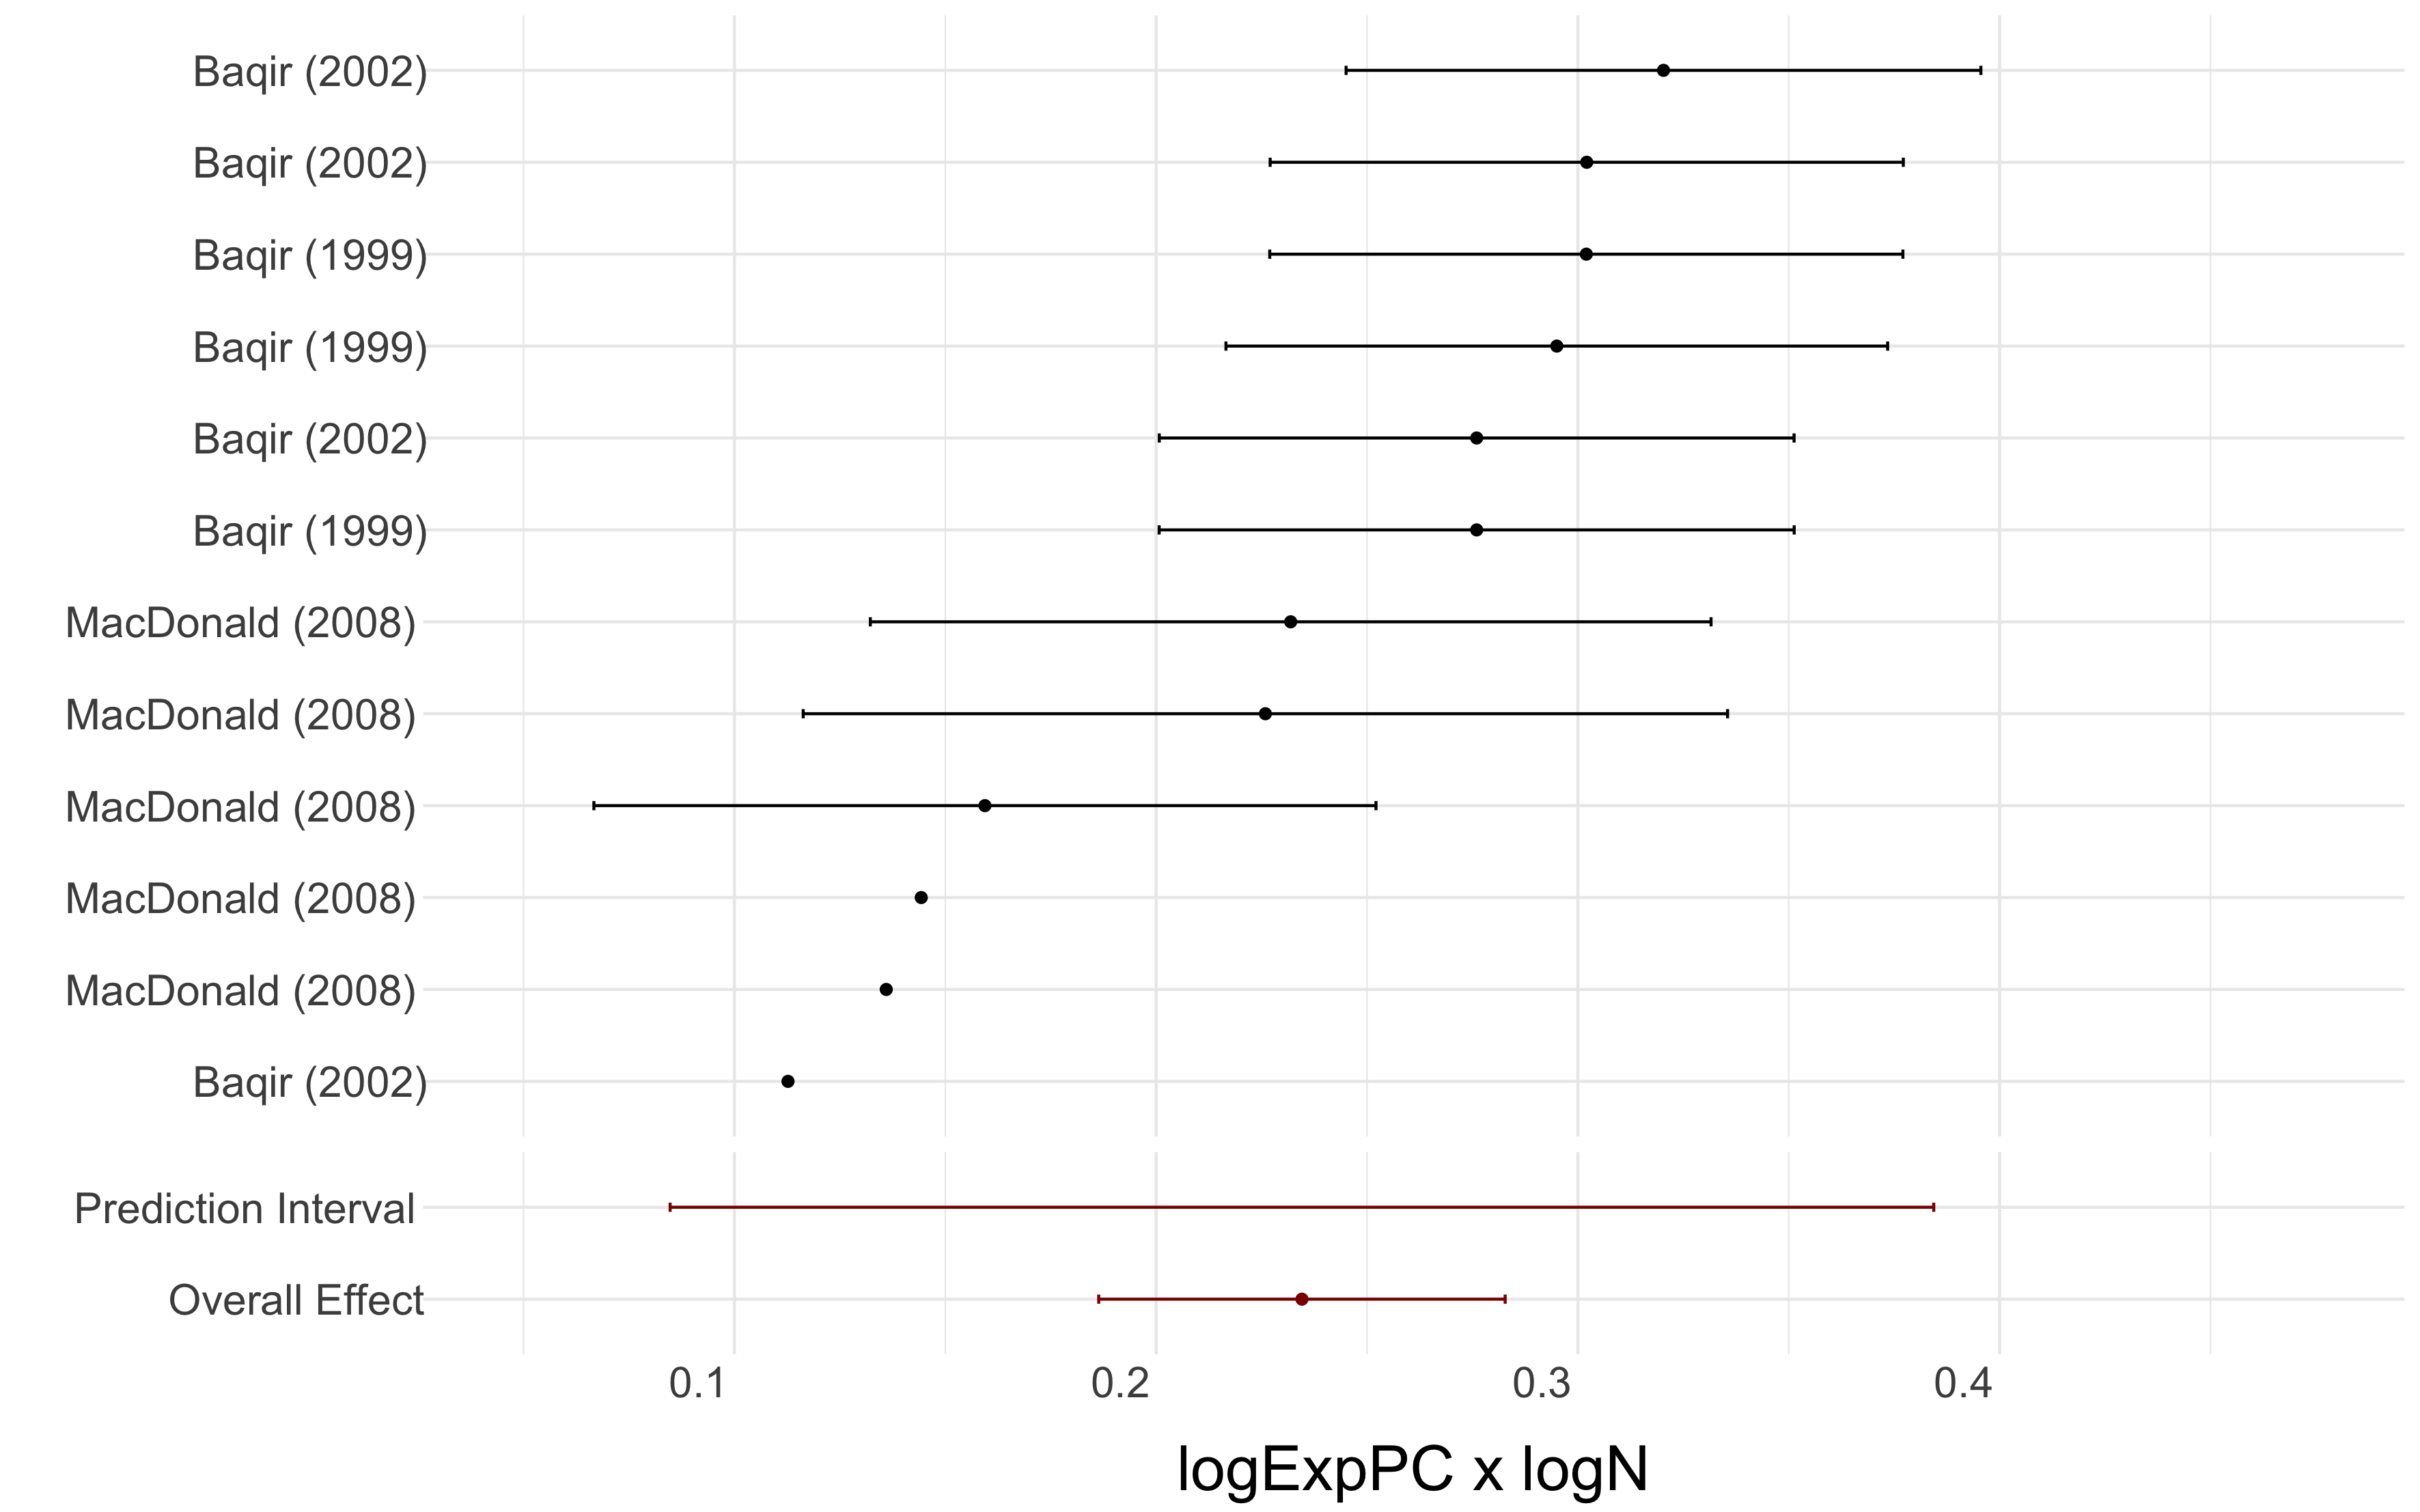 Baqir (2002)
Baqir (2002)
Baqir (1999)
Baqir (1999)
Baqir (2002)
Baqir (1999)
MacDonald (2008)
MacDonald (2008)
MacDonald (2008)
MacDonald (2008)
MacDonald (2008)
Baqir (2002)
Prediction Interval
Overall Effect
0.1 0.2 0.3 0.4
logExpPC x logN